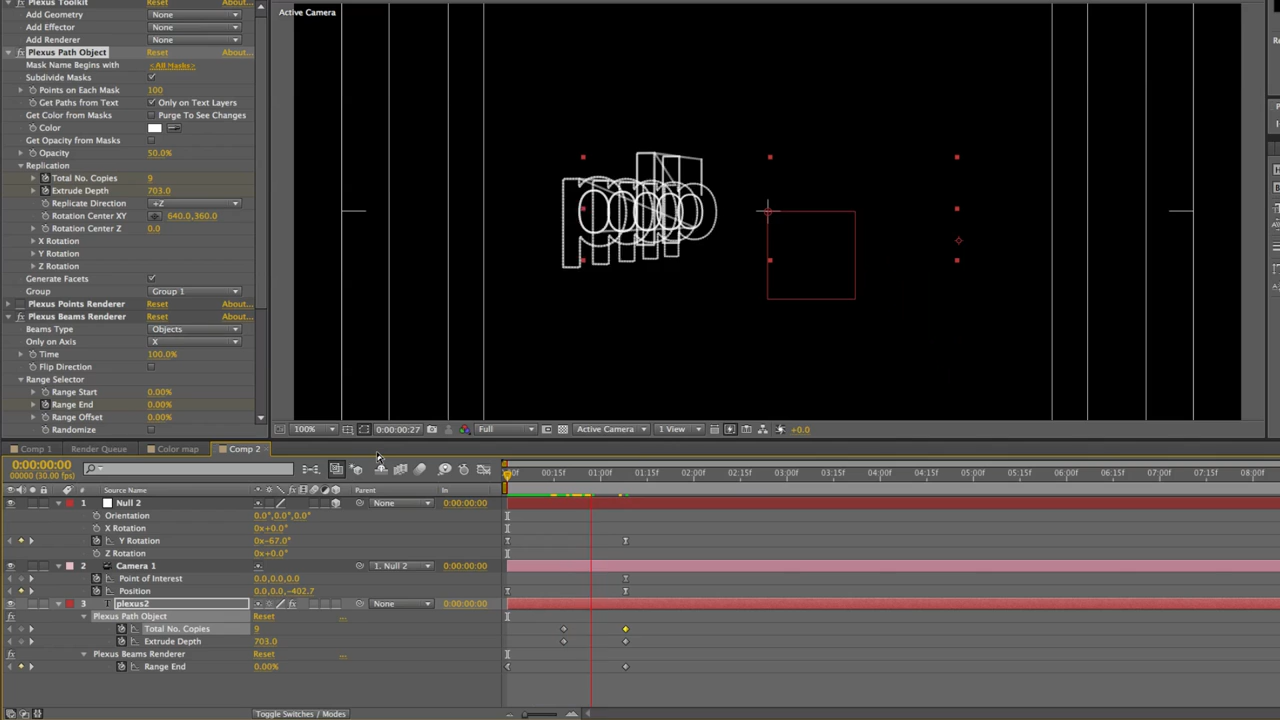 Plexus Toolkit Reset About...
Add Geometry None
Add Effector None
Add Renderer None
Plexus Path Object Reset About...
Mask Name Begins with <All Masks>
Subdivide Masks
Points on Each Mask 100
Get Paths from Text Only on Text Layers
Get Color from Masks Purge To See Changes
Color
Get Opacity from Masks
Opacity 50.0%
Replication
Total No. Copies 9
Extrude Depth 703.0
Replicate Direction +Z
Rotation Center XY 640.0,360.0
Rotation Center Z 0.0
X Rotation
Y Rotation
Z Rotation
Generate Facets
Group Group 1
Plexus Points Renderer Reset About...
Plexus Beams Renderer Reset About...
Beams Type Objects
Only on Axis X
Time 100.0%
Flip Direction
Range Selector
Range Start 0.00%
Range End 0.00%
Range Offset 0.00%
Randomize
Active Camera
100% 0:00:00:27 Full Active Camera 1 View +0.0
Comp 1 Render Queue Color map Comp 2
0:00:00:00
00000 (30.00 fps)
00:15f 01:00f 01:15f 02:00f 02:15f 03:00f 03:15f 04:00f 04:15f 05:00f 05:15f 06:00f 06:15f 07:00f 07:15f 08:00f
# Source Name Parent In
1 Null 2 None 0:00:00:00
Orientation 0.0°,0.0°,0.0°
X Rotation 0x+0.0°
Y Rotation 0x-67.0°
Z Rotation 0x+0.0°
2 Camera 1 1. Null 2 0:00:00:00
Point of Interest 0.0,0.0,0.0
Position 0.0,0.0,-402.7
3 T plexus2 None 0:00:00:00
Plexus Path Object Reset ...
Total No. Copies 9
Extrude Depth 703.0
Plexus Beams Renderer Reset ...
Range End 0.00%
Toggle Switches / Modes